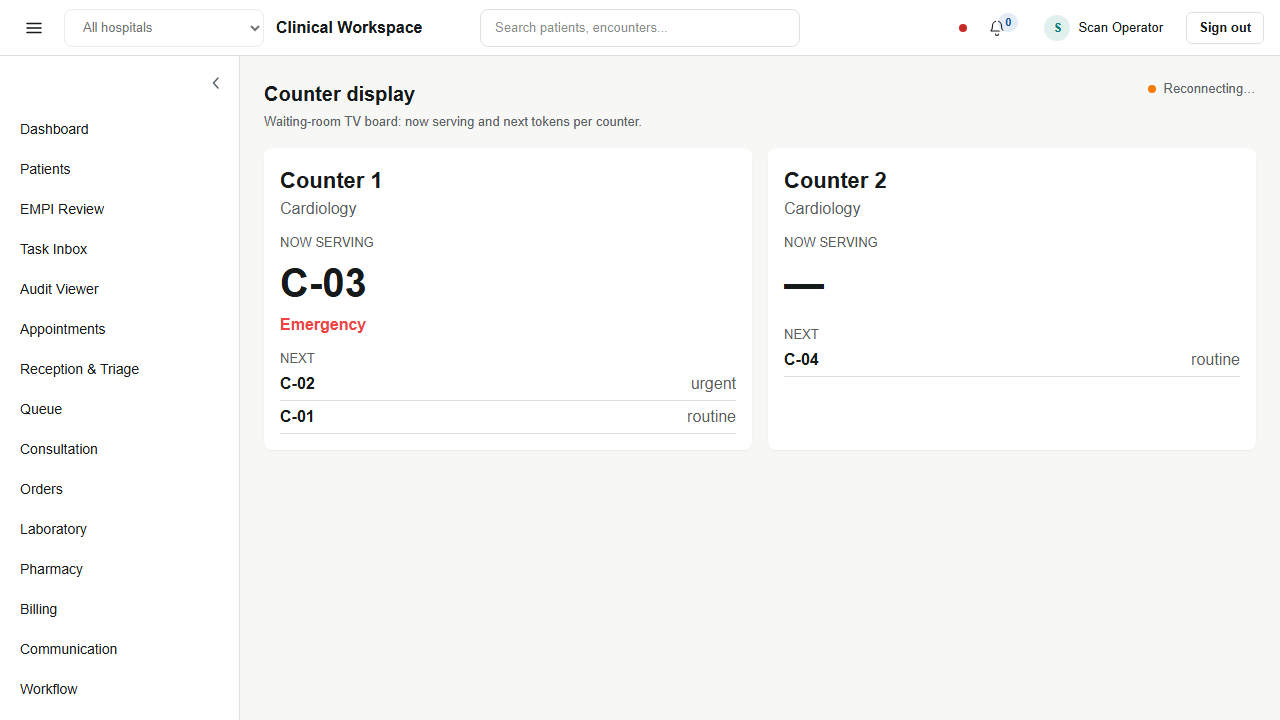 All hospitals
Clinical Workspace
Search patients, encounters...
0
S
Scan Operator
Sign out
Dashboard
Patients
EMPI Review
Task Inbox
Audit Viewer
Appointments
Reception & Triage
Queue
Consultation
Orders
Laboratory
Pharmacy
Billing
Communication
Workflow
Counter display
Reconnecting…
Waiting-room TV board: now serving and next tokens per counter.
Counter 1
Cardiology
NOW SERVING
C-03
Emergency
NEXT
C-02 urgent
C-01 routine
Counter 2
Cardiology
NOW SERVING
—
NEXT
C-04 routine